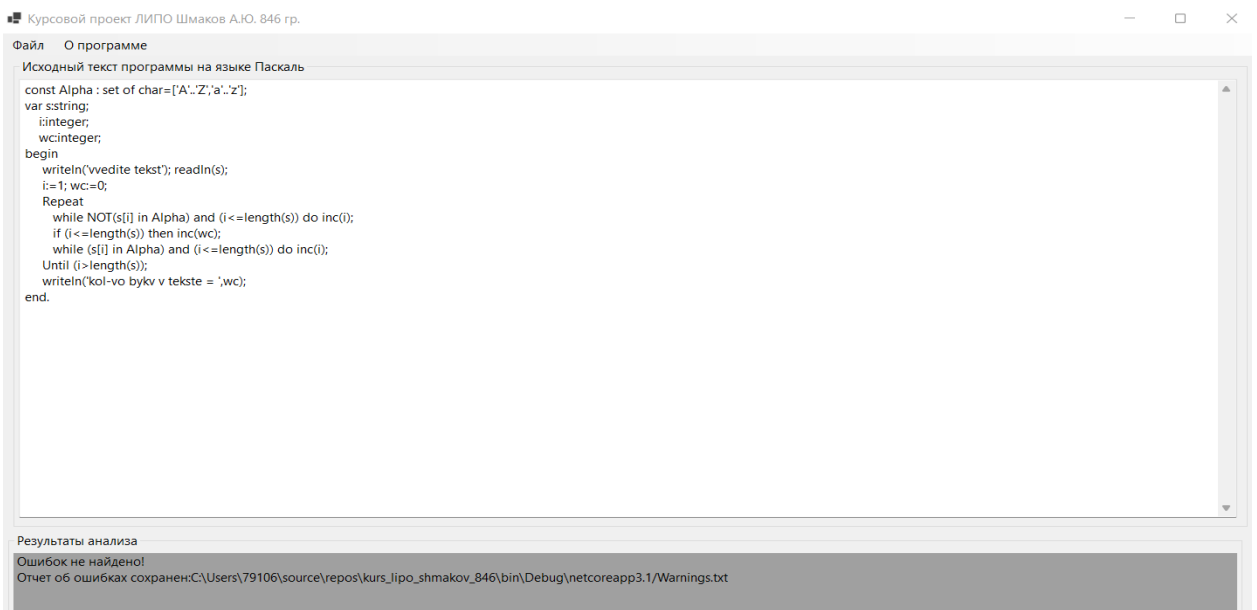 Курсовой проект ЛИПО Шмаков А.Ю. 846 гр.
Файл О программе
Исходный текст программы на языке Паскаль
const Alpha : set of char=['A'..'Z','a'..'z'];
var s:string;
i:integer;
wc:integer;
begin
writeln('vvedite tekst'); readln(s);
i:=1; wc:=0;
Repeat
while NOT(s[i] in Alpha) and (i<=length(s)) do inc(i);
if (i<=length(s)) then inc(wc);
while (s[i] in Alpha) and (i<=length(s)) do inc(i);
Until (i>length(s));
writeln('kol-vo bykv v tekste = ',wc);
end.
Результаты анализа
Ошибок не найдено!
Отчет об ошибках сохранен:C:\Users\79106\source\repos\kurs_lipo_shmakov_846\bin\Debug\netcoreapp3.1/Warnings.txt